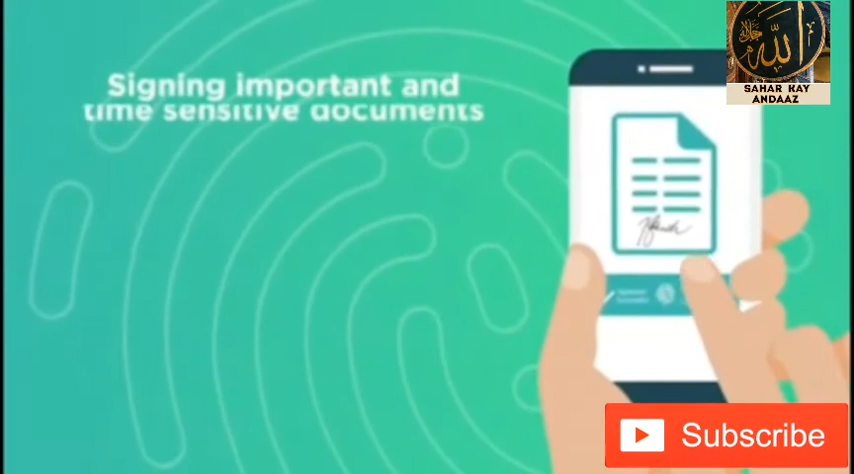 Signing important and
time sensitive documents
SAHAR KAY
ANDAAZ
Subscribe